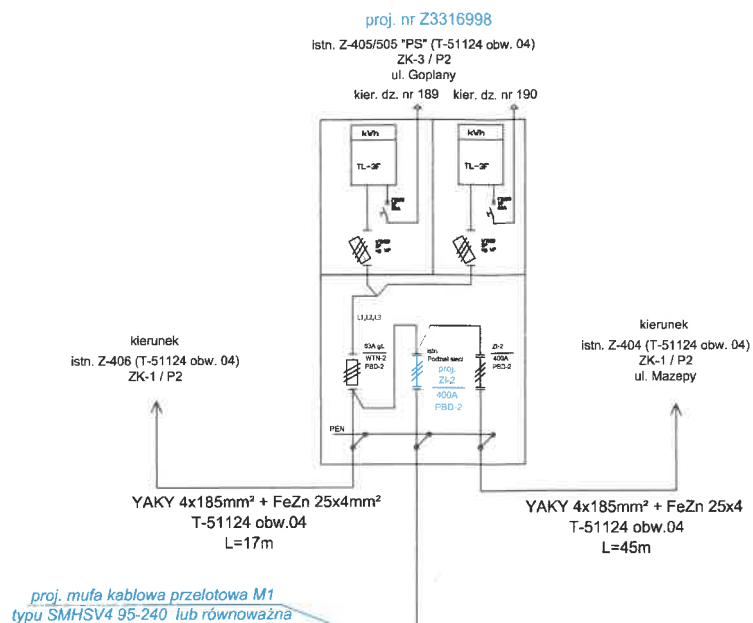 proj. nr Z3316998
istn. Z-405/505 "PS" (T-51124 obw. 04)
ZK-3 / P2
ul. Goplany
kier. dz. nr 189
kier. dz. nr 190
kWh
TL-3F
kWh
TL-3F
L1,L2,L3
63A gL
WTN-2
PBD-2
istn.
Podział sieci
proj.
ZI-2
400A
PBD-2
ZI-2
400A
PBD-2
PEN
kierunek
istn. Z-406 (T-51124 obw. 04)
ZK-1 / P2
kierunek
istn. Z-404 (T-51124 obw. 04)
ZK-1 / P2
ul. Mazepy
YAKY 4x185mm² + FeZn 25x4mm²
T-51124 obw.04
L=17m
YAKY 4x185mm² + FeZn 25x4
T-51124 obw.04
L=45m
proj. mufa kablowa przelotowa M1
typu SMHSV4 95-240 lub równoważna